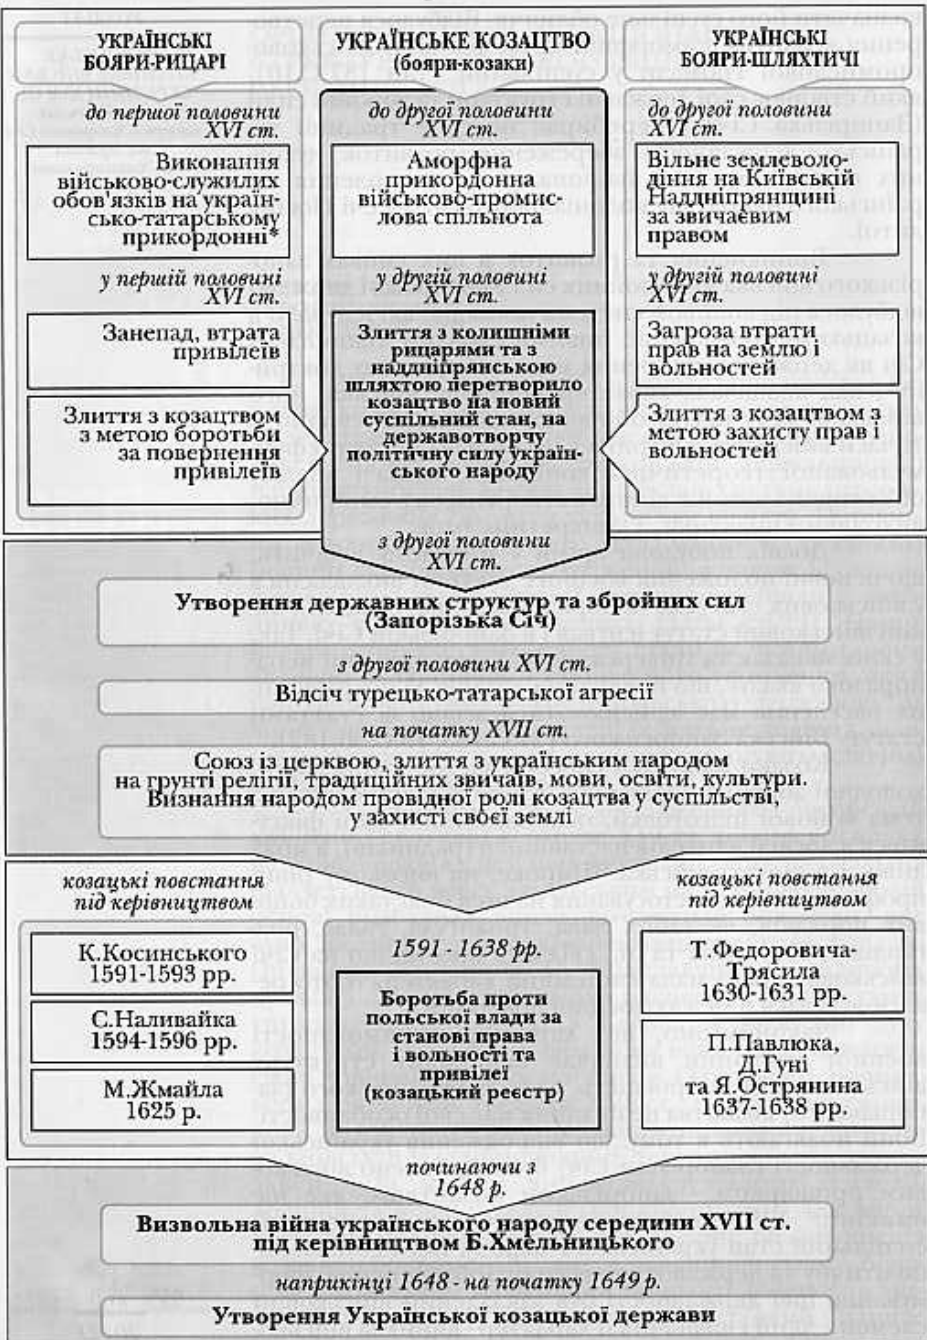 УКРАЇНСЬКІ
БОЯРИ-РИЦАРІ
до першої половини
XVI ст.
Виконання
військово-служилих
обов'язків на україн-
сько-татарському
прикордонні*
у першій половині
XVI ст.
Занепад, втрата
привілеїв
Злиття з козацтвом
з метою боротьби
за повернення
привілеїв
УКРАЇНСЬКЕ КОЗАЦТВО
(бояри-козаки)
до другої половини
XVI ст.
Аморфна
прикордонна
військово-промис-
лова спільнота
у другій половині
XVI ст.
Злиття з колишніми
рицарями та з
наддніпрянською
шляхтою перетворило
козацтво на новий
суспільний стан, на
державотворчу
політичну силу україн-
ського народу
УКРАЇНСЬКІ
БОЯРИ-ШЛЯХТИЧІ
до другої половини
XVI ст.
Вільне землеволо-
діння на Київській
Наддніпрянщині
за звичаєвим
правом
у другій половині
XVI ст.
Загроза втрати
прав на землю і
вольностей
Злиття з козацтвом з
метою захисту прав і
вольностей
з другої половини
XVI ст.
Утворення державних структур та збройних сил
(Запорізька Січ)
з другої половини XVI ст.
Відсіч турецько-татарської агресії
на початку XVII ст.
Союз із церквою, злиття з українським народом
на грунті релігії, традиційних звичаїв, мови, освіти, культури.
Визнання народом провідної ролі козацтва у суспільстві,
у захисті своєї землі
козацькі повстання
під керівництвом
К.Косинського
1591-1593 рр.
С.Наливайка
1594-1596 рр.
М.Жмайла
1625 р.
1591 - 1638 рр.
Боротьба проти
польської влади за
станові права
і вольності та
привілеї
(козацький реєстр)
козацькі повстання
під керівництвом
Т.Федоровича-
Трясила
1630-1631 рр.
П.Павлюка,
Д.Гуні
та Я.Острянина
1637-1638 рр.
починаючи з
1648 р.
Визвольна війна українського народу середини XVII ст.
під керівництвом Б.Хмельницького
наприкінці 1648 - на початку 1649 р.
Утворення Української козацької держави